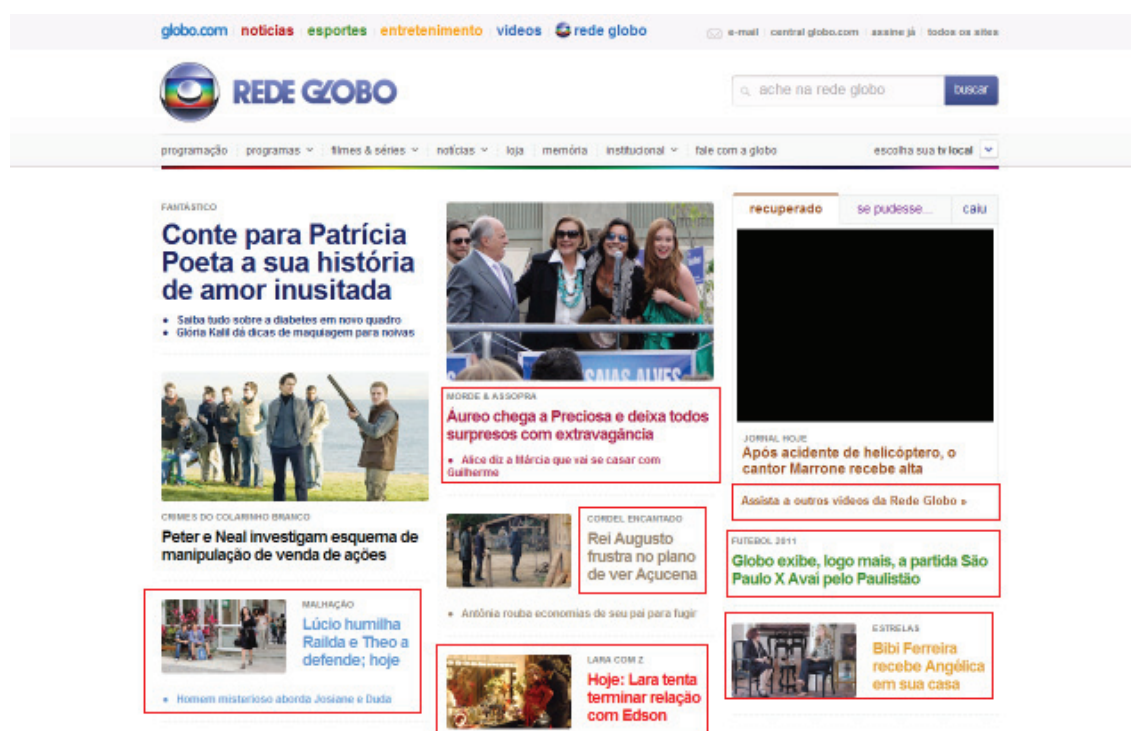 globo.com notícias esportes entretenimento vídeos rede globo e-mail central globo.com assine já todos os sites
REDE GLOBO
ache na rede globo buscar
programação programas filmes & séries notícias loja memória institucional fale com a globo escolha sua tv local
FANTÁSTICO
Conte para Patrícia
Poeta a sua história
de amor inusitada
• Saiba tudo sobre a diabetes em novo quadro
• Glória Kalil dá dicas de maquiagem para noivas
CRIMES DO COLARINHO BRANCO
Peter e Neal investigam esquema de
manipulação de venda de ações
MALHAÇÃO
Lúcio humilha
Railda e Theo a
defende; hoje
• Homem misterioso aborda Josiane e Duda
SAIAS ALVES
MORDE & ASSOPRA
Áureo chega a Preciosa e deixa todos
surpresos com extravagância
• Alice diz a Márcia que vai se casar com
Guilherme
CORDEL ENCANTADO
Rei Augusto
frustra no plano
de ver Açucena
• Antônia rouba economias de seu pai para fugir
LARA COM Z
Hoje: Lara tenta
terminar relação
com Edson
recuperado se pudesse... caiu
JORNAL HOJE
Após acidente de helicóptero, o
cantor Marrone recebe alta
Assista a outros vídeos da Rede Globo »
FUTEBOL 2011
Globo exibe, logo mais, a partida São
Paulo X Avaí pelo Paulistão
ESTRELAS
Bibi Ferreira
recebe Angélica
em sua casa